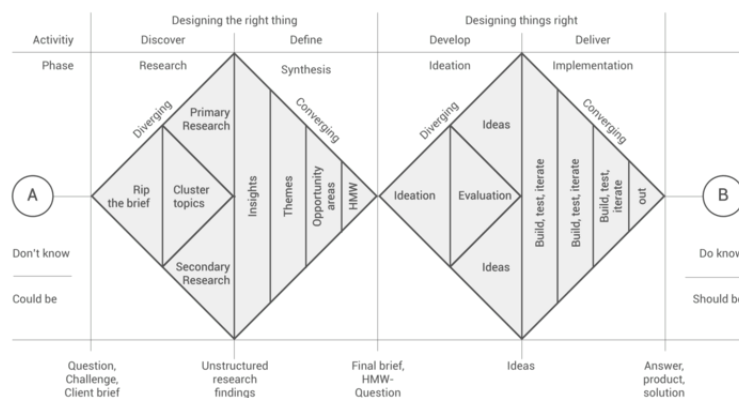 Designing the right thing
Designing things right
Activitiy
Discover
Define
Develop
Deliver
Phase
Research
Synthesis
Ideation
Implementation
Diverging
Converging
Diverging
Converging
A
Rip
the brief
Cluster
topics
Primary
Research
Secondary
Research
Insights
Themes
Opportunity
areas
HMW
Ideation
Evaluation
Ideas
Ideas
Build, test, iterate
Build, test, iterate
Build, test,
iterate
out
B
Don't know
Could be
Do know
Should be
Question,
Challenge,
Client brief
Unstructured
research
findings
Final brief,
HMW-
Question
Ideas
Answer,
product,
solution